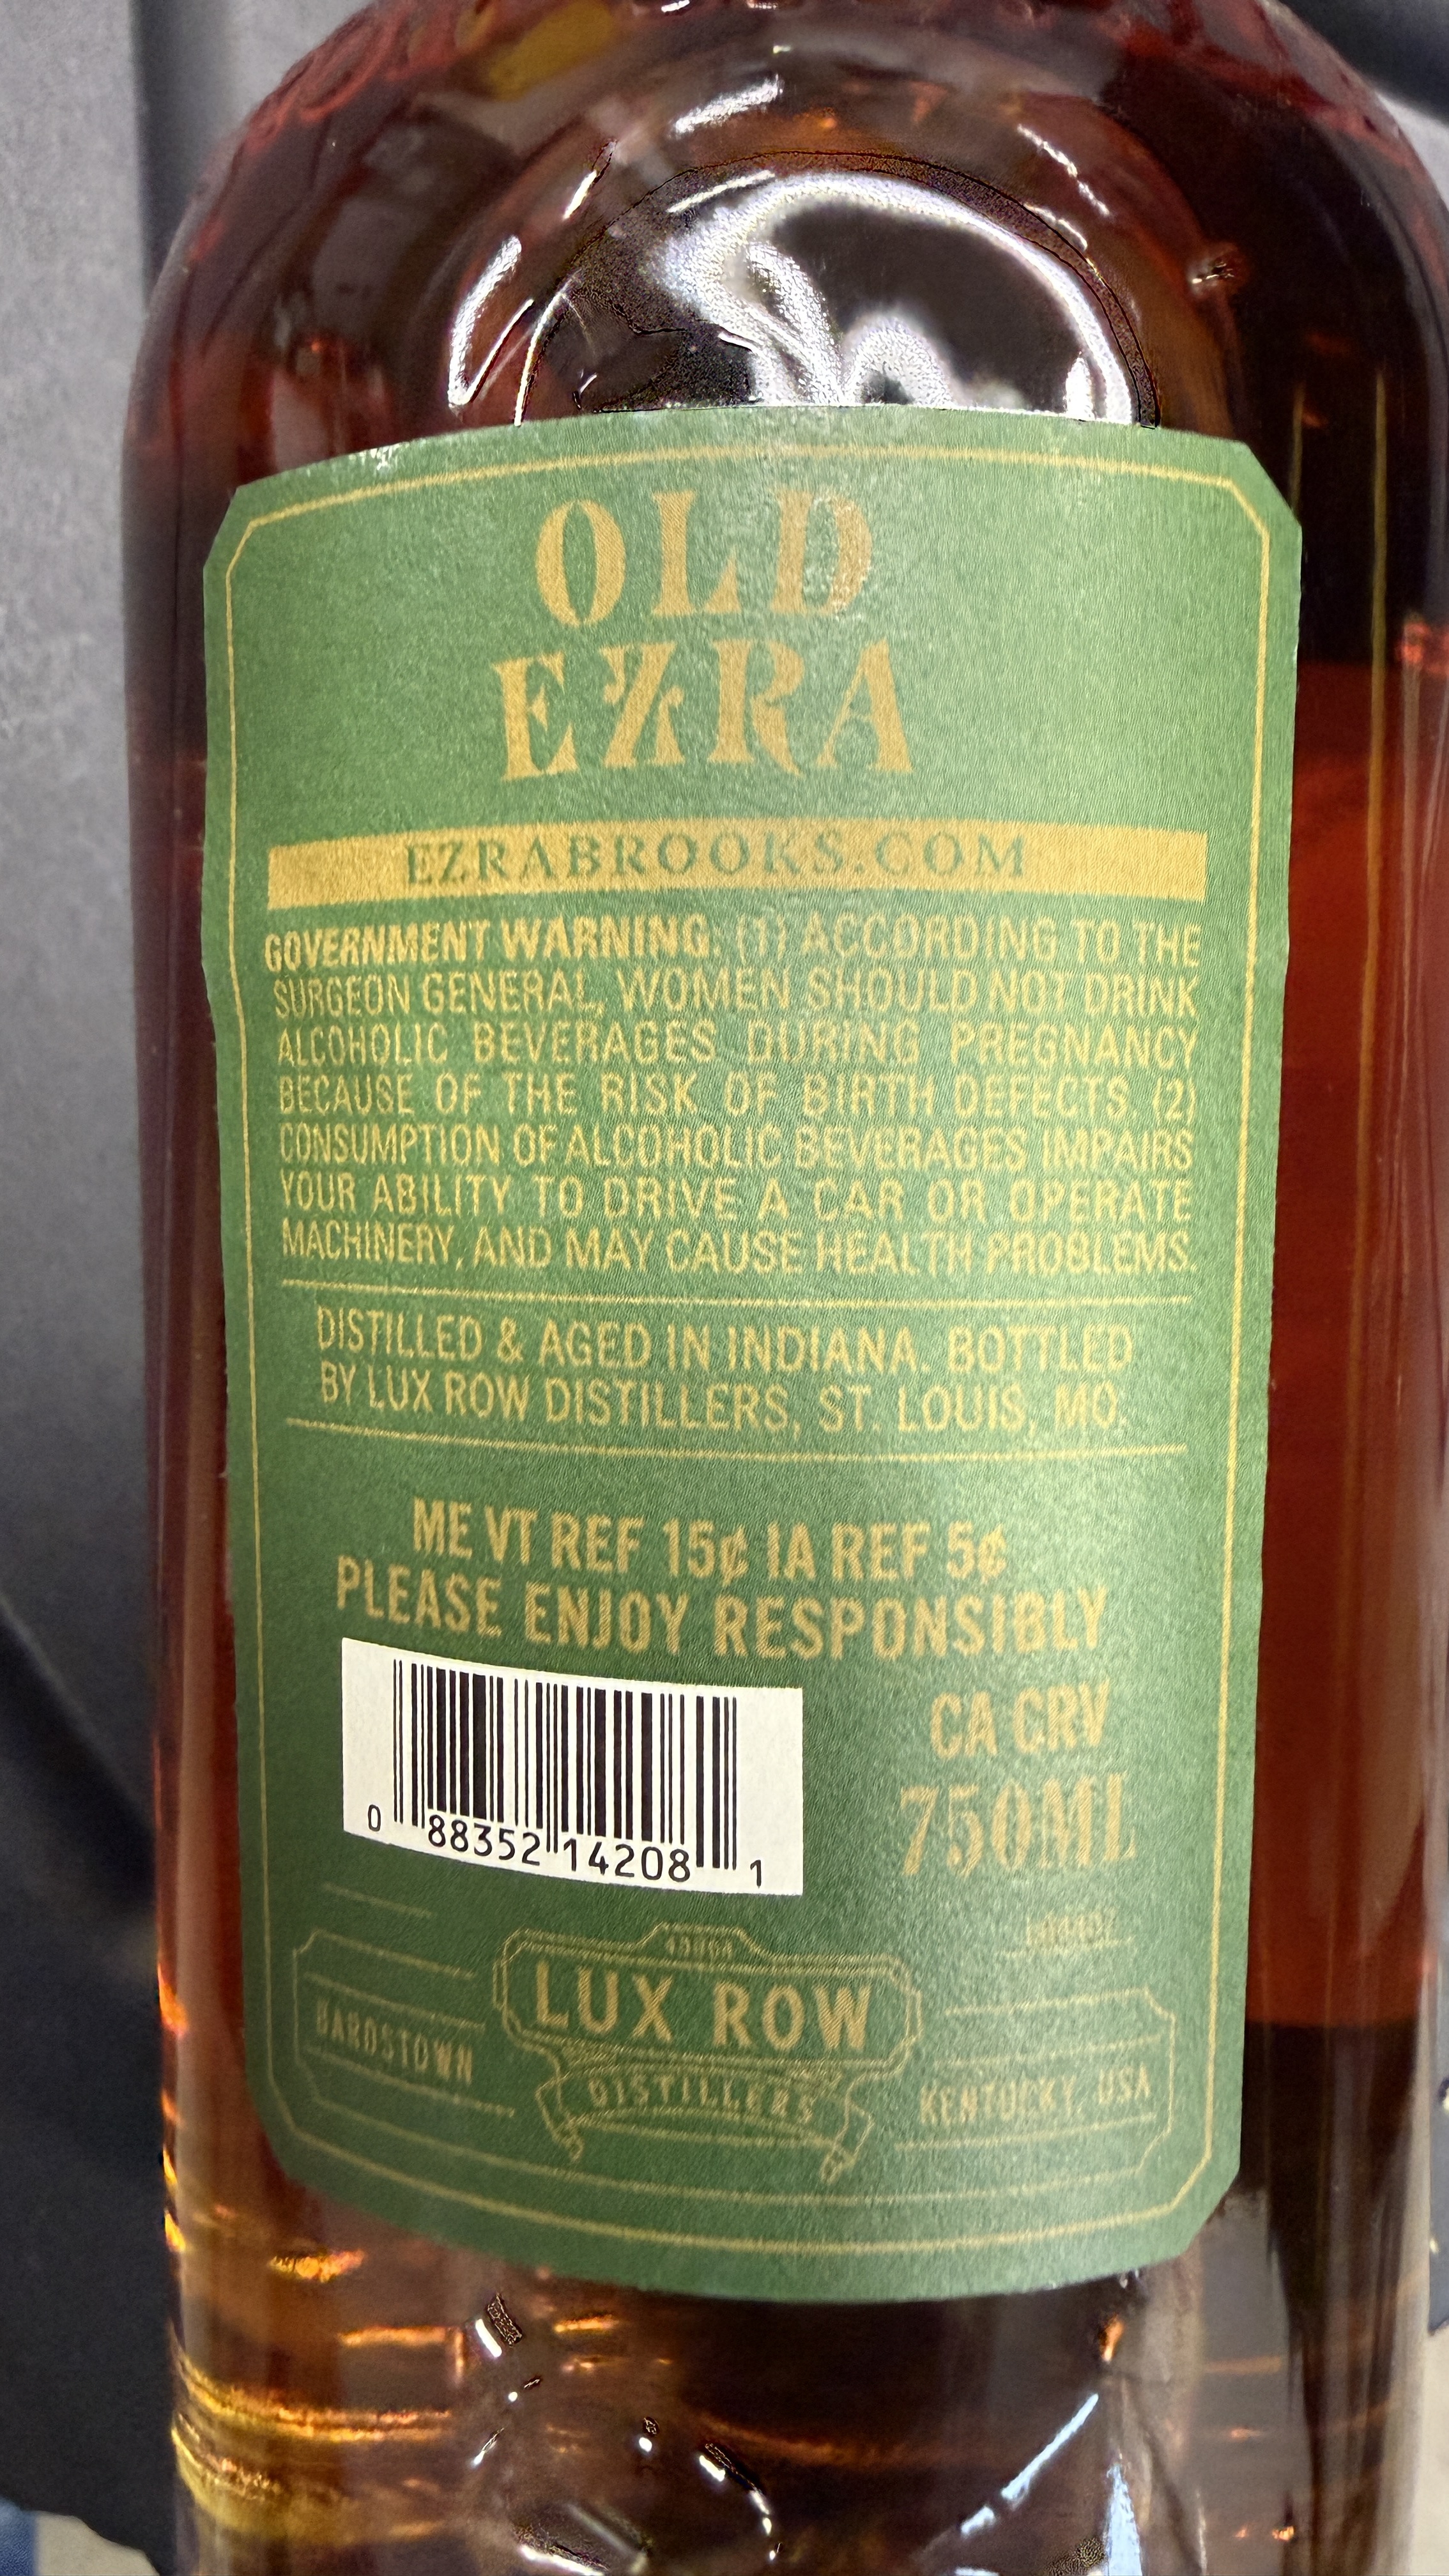 OLD
EZRA
EZRABROOKS.COM
GOVERNMENT WARNING: (1) ACCORDING TO THE
SURGEON GENERAL, WOMEN SHOULD NOT DRINK
ALCOHOLIC BEVERAGES DURING PREGNANCY
BECAUSE OF THE RISK OF BIRTH DEFECTS. (2)
CONSUMPTION OF ALCOHOLIC BEVERAGES IMPAIRS
YOUR ABILITY TO DRIVE A CAR OR OPERATE
MACHINERY, AND MAY CAUSE HEALTH PROBLEMS.
DISTILLED & AGED IN INDIANA. BOTTLED
BY LUX ROW DISTILLERS, ST. LOUIS, MO.
ME VT REF 15¢ IA REF 5¢
PLEASE ENJOY RESPONSIBLY
CA CRV
750ML
0 88352 14208 1
LUX ROW
DISTILLERS
BARDSTOWN
KENTUCKY, USA